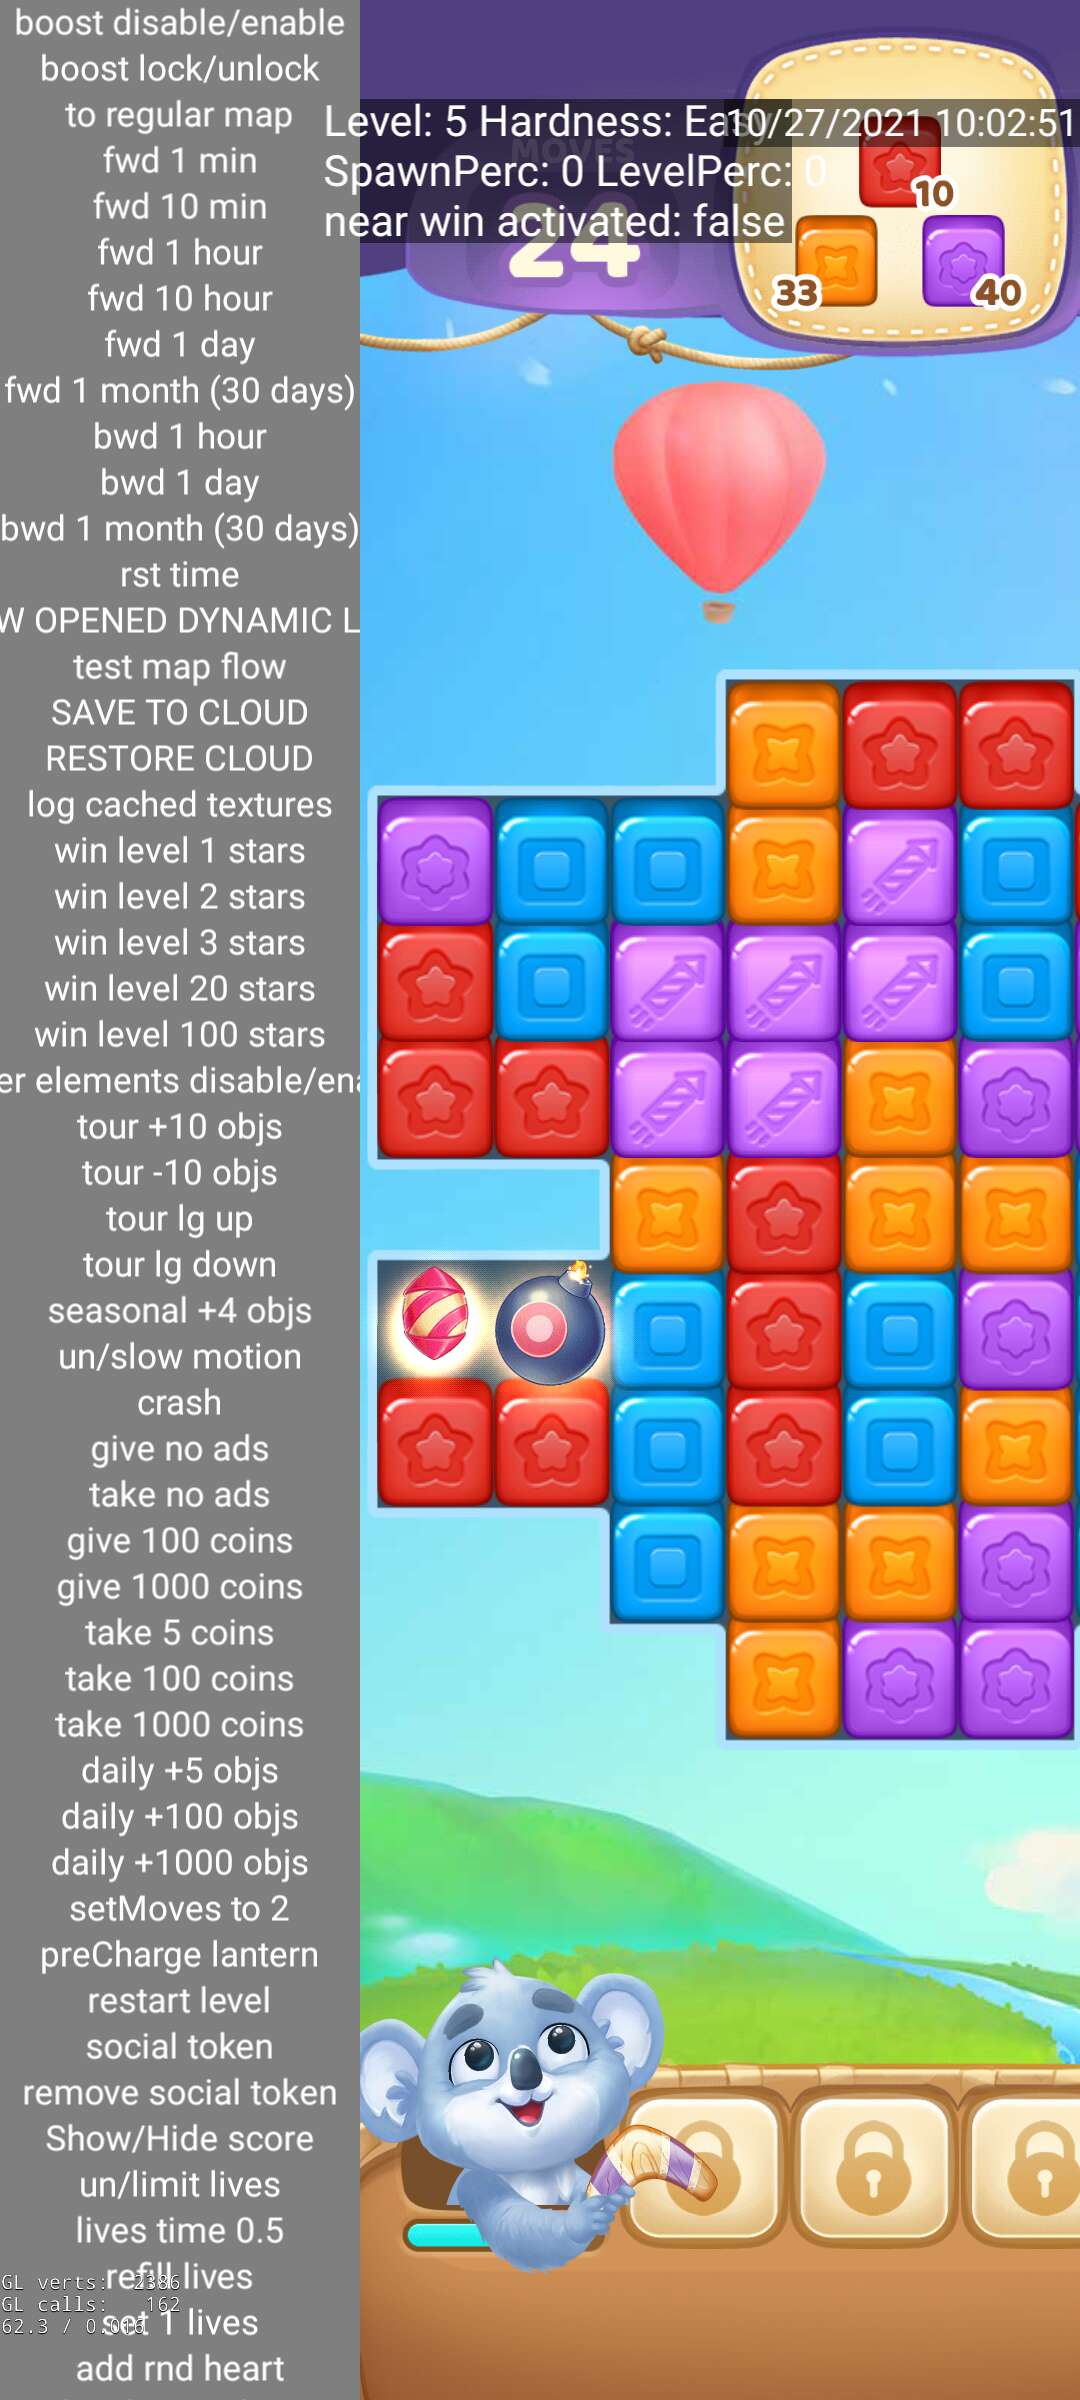 boost disable/enable
boost lock/unlock
to regular map
fwd 1 min
fwd 10 min
fwd 1 hour
fwd 10 hour
fwd 1 day
fwd 1 month (30 days)
bwd 1 hour
bwd 1 day
bwd 1 month (30 days)
rst time
W OPENED DYNAMIC L
test map flow
SAVE TO CLOUD
RESTORE CLOUD
log cached textures
win level 1 stars
win level 2 stars
win level 3 stars
win level 20 stars
win level 100 stars
er elements disable/ena
tour +10 objs
tour -10 objs
tour lg up
tour lg down
seasonal +4 objs
un/slow motion
crash
give no ads
take no ads
give 100 coins
give 1000 coins
take 5 coins
take 100 coins
take 1000 coins
daily +5 objs
daily +100 objs
daily +1000 objs
setMoves to 2
preCharge lantern
restart level
social token
remove social token
Show/Hide score
un/limit lives
lives time 0.5
refill lives
set 1 lives
add rnd heart
GL verts: 2386
GL calls: 162
62.3 / 0.016
Level: 5 Hardness: Easy
10/27/2021 10:02:51
SpawnPerc: 0 LevelPerc: 0
near win activated: false
MOVES
24
10
33
40